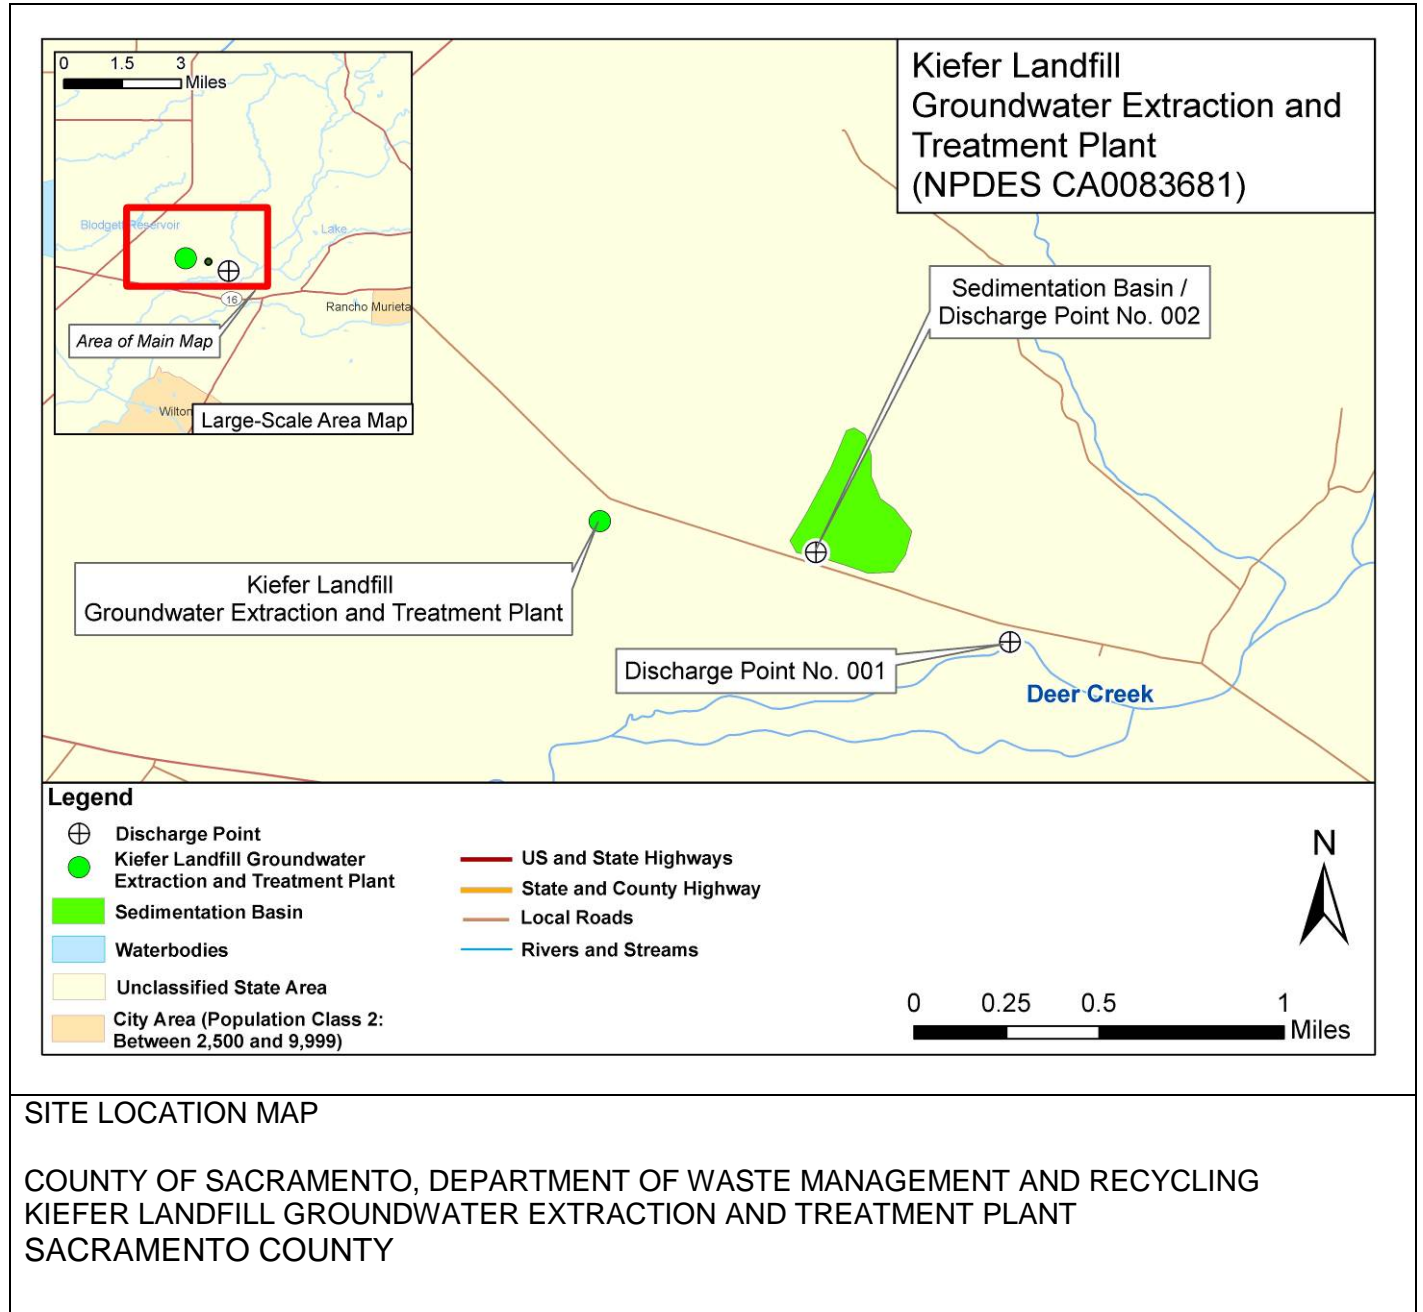 0 1.5 3
Miles
Blodgett Reservoir
Lake
16
Rancho Murieta
Area of Main Map
Wilton
Large-Scale Area Map
Kiefer Landfill
Groundwater Extraction and
Treatment Plant
(NPDES CA0083681)
Sedimentation Basin /
Discharge Point No. 002
Kiefer Landfill
Groundwater Extraction and Treatment Plant
Discharge Point No. 001
Deer Creek
Legend
Discharge Point
Kiefer Landfill Groundwater
Extraction and Treatment Plant
Sedimentation Basin
Waterbodies
Unclassified State Area
City Area (Population Class 2:
Between 2,500 and 9,999)
US and State Highways
State and County Highway
Local Roads
Rivers and Streams
N
0 0.25 0.5 1
Miles
SITE LOCATION MAP
COUNTY OF SACRAMENTO, DEPARTMENT OF WASTE MANAGEMENT AND RECYCLING
KIEFER LANDFILL GROUNDWATER EXTRACTION AND TREATMENT PLANT
SACRAMENTO COUNTY